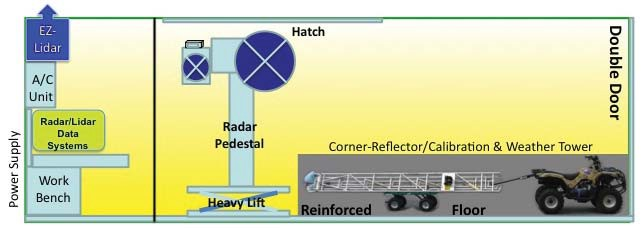 EZ-
Lidar
A/C
Unit
Radar/Lidar
Data
Systems
Work
Bench
Power Supply
Hatch
Radar
Pedestal
Heavy Lift
Corner-Reflector/Calibration & Weather Tower
Reinforced Floor
Double Door